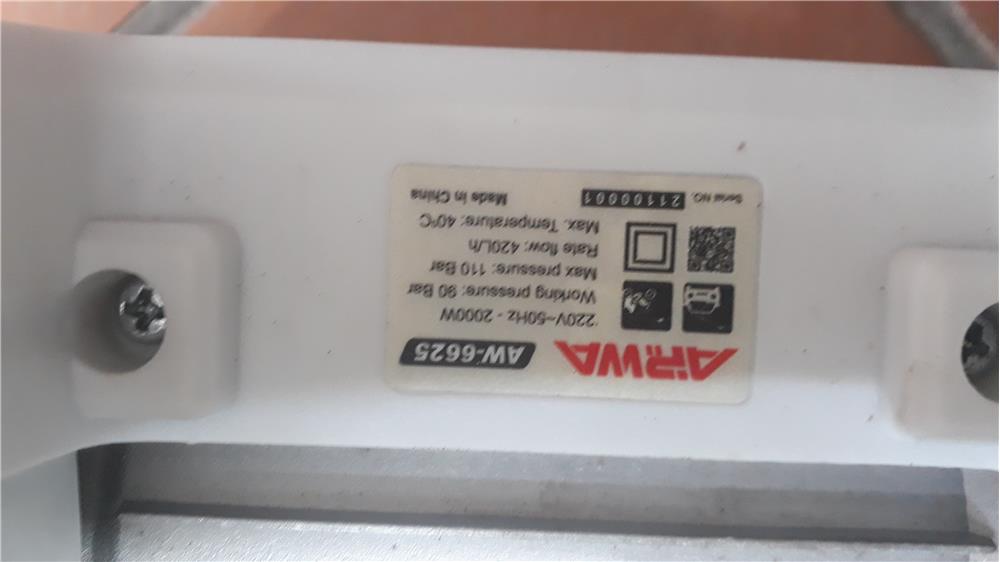 AiRWA AW-6625
220V~50Hz - 2000W
Working pressure: 90 Bar
Max pressure: 110 Bar
Rate flow: 420L/h
Max. Temperature: 40°C
Serial NO. 21100001 Made in China